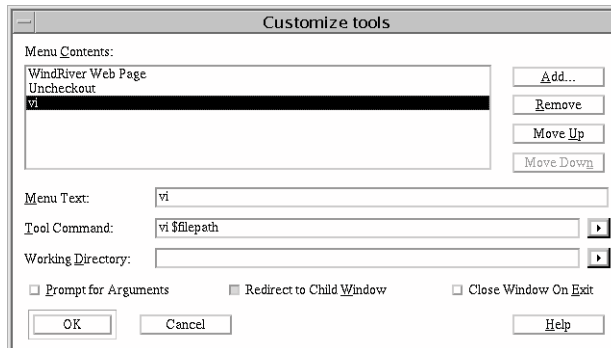 Customize tools
Menu Contents:
WindRiver Web Page
Uncheckout
vi
Add...
Remove
Move Up
Move Down
Menu Text: vi
Tool Command: vi $filepath
Working Directory:
Prompt for Arguments Redirect to Child Window Close Window On Exit
OK Cancel Help